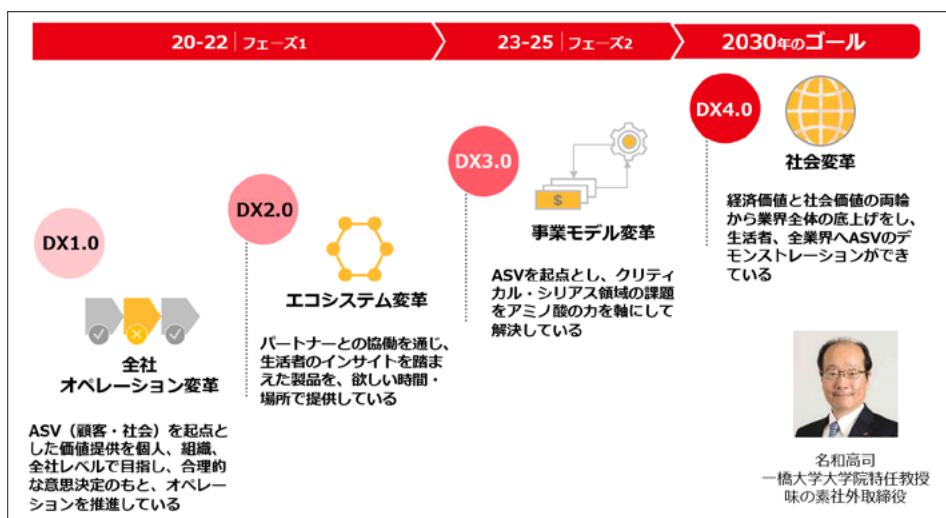 20-22 | フェーズ1
23-25 | フェーズ2
2030年のゴール
DX1.0
全社
オペレーション変革
ASV（顧客・社会）を起点と
した価値提供を個人、組織、
全社レベルで目指し、合理的
な意思決定のもと、オペレー
ションを推進している
DX2.0
エコシステム変革
パートナーとの協働を通じ、
生活者のインサイトを踏ま
えた製品を、欲しい時間・
場所で提供している
DX3.0
$
事業モデル変革
ASVを起点とし、クリティ
カル・シリアス領域の課題
をアミノ酸の力を軸にして
解決している
DX4.0
社会変革
経済価値と社会価値の両輪
から業界全体の底上げをし、
生活者、全業界へASVのデ
モンストレーションができ
ている
名和高司
一橋大学大学院特任教授
味の素社外取締役